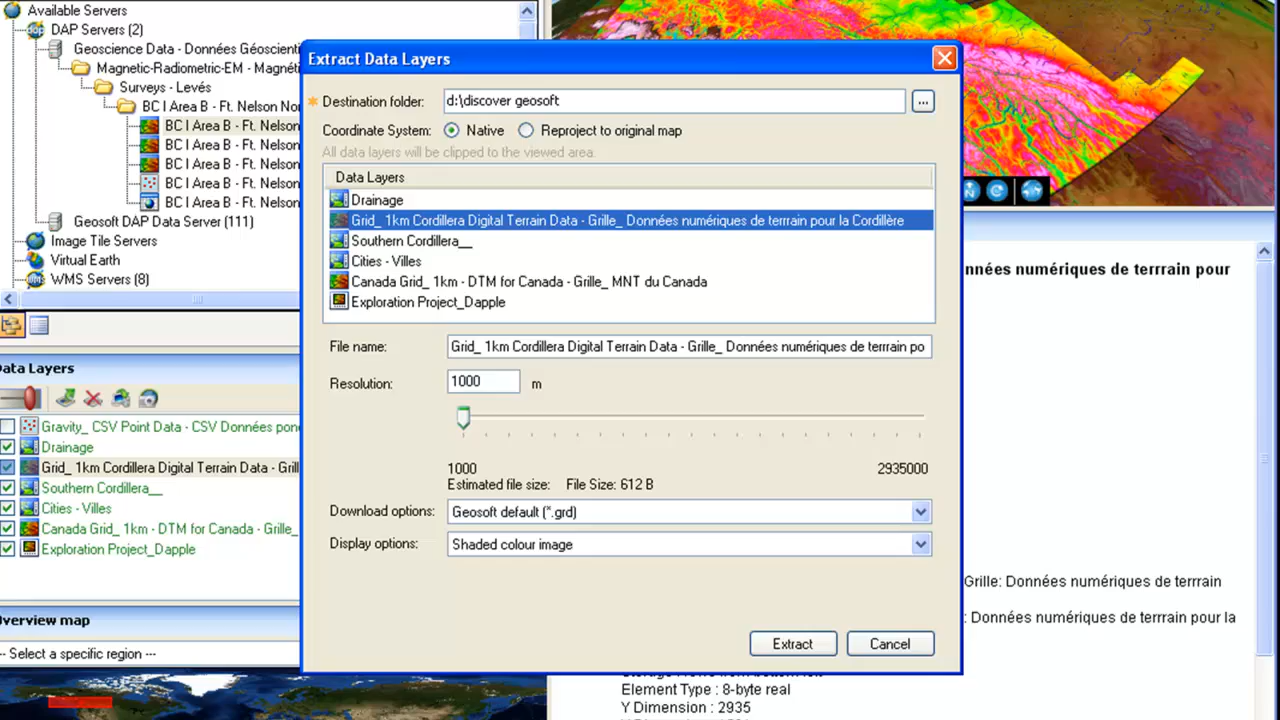 Available Servers
DAP Servers (2)
Geoscience Data - Données Géoscienti
Magnetic-Radiometric-EM - Magnéti
Surveys - Levés
BC I Area B - Ft. Nelson Nor
BC I Area B - Ft. Nelson
BC I Area B - Ft. Nelson
BC I Area B - Ft. Nelson
BC I Area B - Ft. Nelson
BC I Area B - Ft. Nelson
Geosoft DAP Data Server (111)
Image Tile Servers
Virtual Earth
WMS Servers (8)
ata Layers
Gravity_ CSV Point Data - CSV Données pon
Drainage
Grid_ 1km Cordillera Digital Terrain Data - Grill
Southern Cordillera__
Cities - Villes
Canada Grid_ 1km - DTM for Canada - Grille_
Exploration Project_Dapple
verview map
-- Select a specific region ---
Extract Data Layers
Destination folder: d:\discover geosoft ...
Coordinate System: Native Reproject to original map
All data layers will be clipped to the viewed area.
Data Layers
Drainage
Grid_ 1km Cordillera Digital Terrain Data - Grille_ Données numériques de terrain pour la Cordillère
Southern Cordillera__
Cities - Villes
Canada Grid_ 1km - DTM for Canada - Grille_ MNT du Canada
Exploration Project_Dapple
File name: Grid_ 1km Cordillera Digital Terrain Data - Grille_ Données numériques de terrain po
Resolution: 1000 m
1000 2935000
Estimated file size: File Size: 612 B
Download options: Geosoft default (*.grd)
Display options: Shaded colour image
Extract Cancel
N
nnées numériques de terrrain pour
Grille: Données numériques de terrrain
: Données numériques de terrrain pour la
Element Type : 8-byte real
Y Dimension : 2935